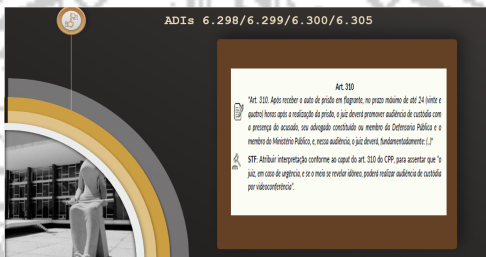 ADIs 6.298/6.299/6.300/6.305
Art. 310
"Art. 310. Após receber o auto de prisão em flagrante, no prazo máximo de até 24 (vinte e
quatro) horas após a realização da prisão, o juiz deverá promover audiência de custódia com
a presença do acusado, seu advogado constituído ou membro da Defensoria Pública e o
membro do Ministério Público, e, nessa audiência, o juiz deverá, fundamentadamente: (..)"
STF: Atribuir interpretação conforme ao caput do art. 310 do CPP, para assentar que "o
juiz, em caso de urgência, e se o meio se revelar idôneo, poderá realizar audiência de custódia
por videoconferência".